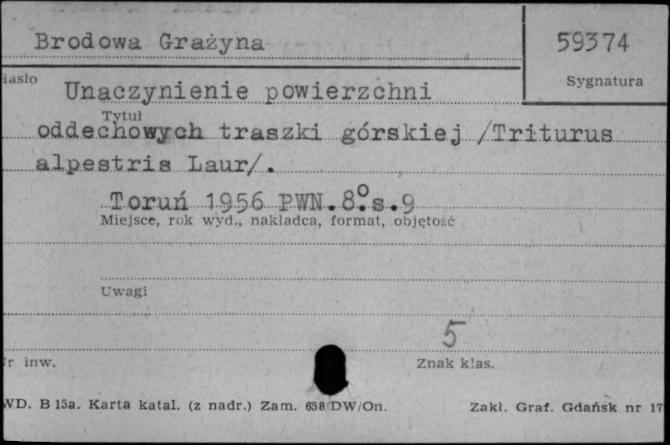 Brodowa Grażyna
59374
Sygnatura
Unaczynienie powierzchni
Tytuł
oddechowych traszki górskiej /Triturus
alpestris Laur/.
Toruń 1956 PWN.8.°s.9
Miejsce, rok wyd., nakładca, format, objętość
Uwagi
5
inw.
Znak klas.
WD. B 15a. Karta katal. (z nadr.) Zam. 658/DW/On.
Zakł. Graf. Gdańsk nr 17